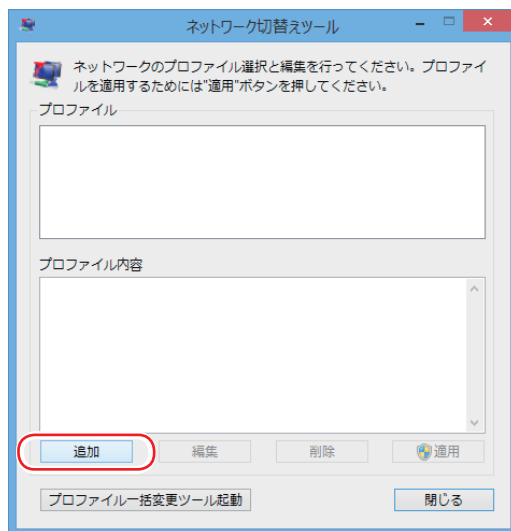 ネットワーク切替えツール
ネットワークのプロファイル選択と編集を行ってください。プロファイ
ルを適用するためには"適用"ボタンを押してください。
プロファイル
プロファイル内容
追加 編集 削除 適用
プロファイル一括変更ツール起動 閉じる